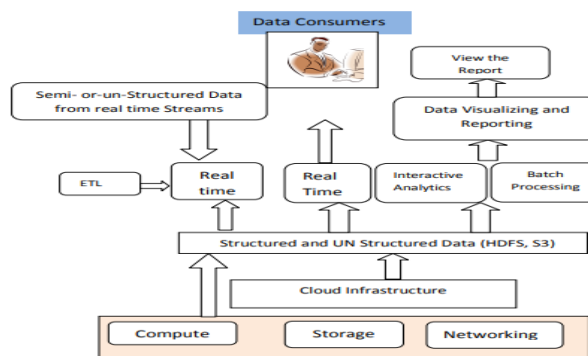 Data Consumers
View the
Report
Semi- or-un-Structured Data
from real time Streams
Data Visualizing and
Reporting
ETL
Real
time
Real
Time
Interactive
Analytics
Batch
Processing
Structured and UN Structured Data (HDFS, S3)
Cloud Infrastructure
Compute
Storage
Networking